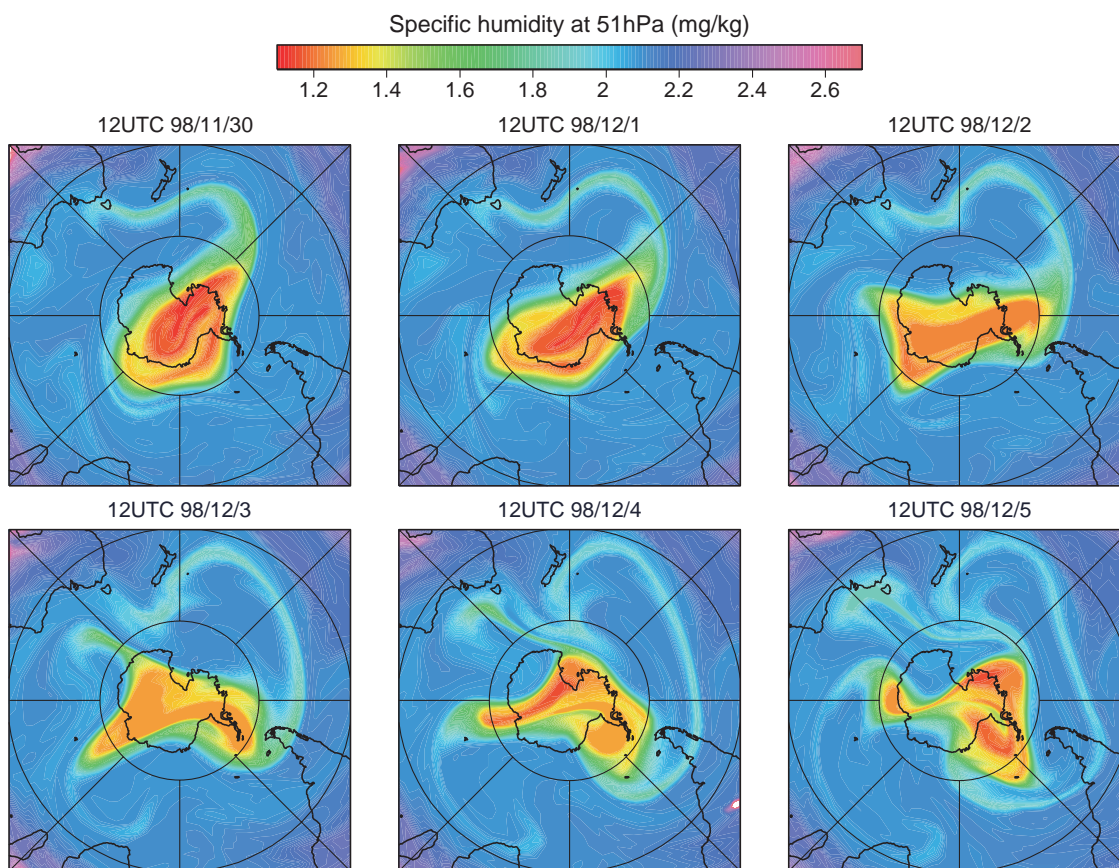 Specific humidity at 51hPa (mg/kg)
1.2 1.4 1.6 1.8 2 2.2 2.4 2.6
12UTC 98/11/30 12UTC 98/12/1 12UTC 98/12/2
12UTC 98/12/3 12UTC 98/12/4 12UTC 98/12/5